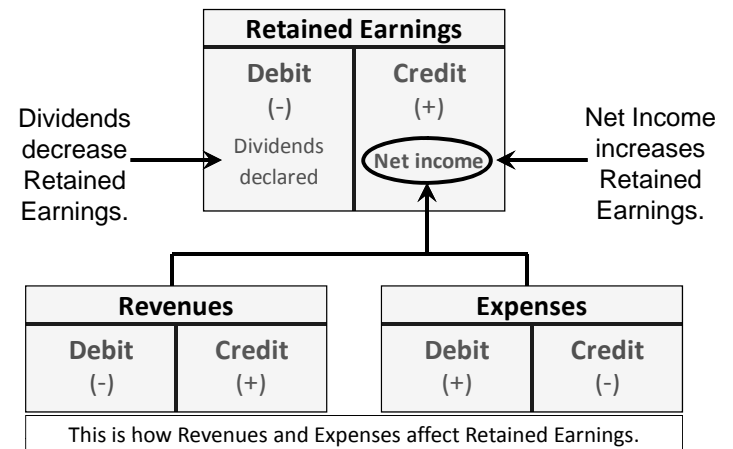 Retained Earnings
Debit
(-)
Dividends
declared
Credit
(+)
Net income
Dividends
decrease
Retained
Earnings.
Net Income
increases
Retained
Earnings.
Revenues
Debit
(-)
Credit
(+)
Expenses
Debit
(+)
Credit
(-)
This is how Revenues and Expenses affect Retained Earnings.